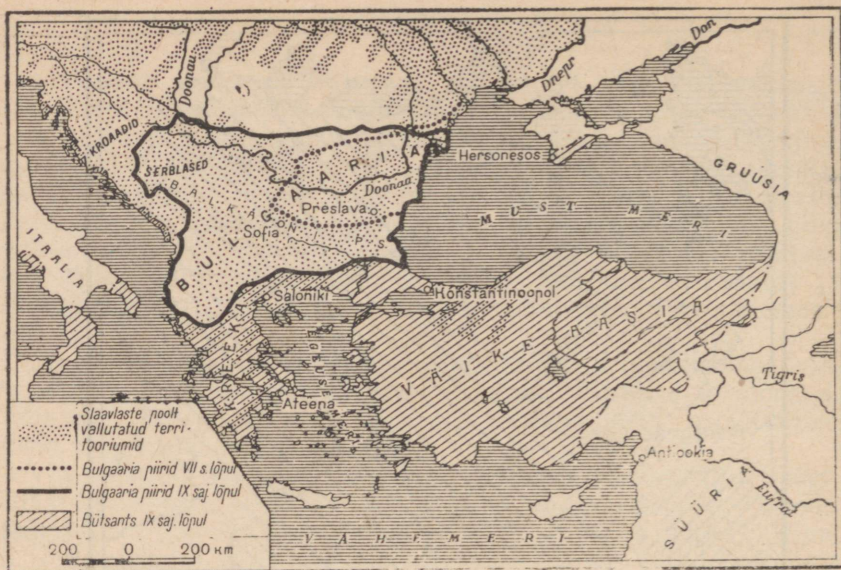 Doonau
Dnepr
Don
KROAADID
Hersonesos
GRUUSIA
SERBLASED
BALKAN
BULGAARIA
Doonau
Preslava
Sofia
MUST MERI
ITAALIA
Saloniki
Konstantinoopol
KREEKA
VÄIKE AASIA
EGEUSE MERI
Tigris
Ateena
Antiookia
SÜÜRIA
Eufrat
VAHEMERI
Slaavlaste poolt
vallutatud terri-
tooriumid
Bulgaaria piirid VII s. lõpul
Bulgaaria piirid IX saj. lõpul
Bütsants IX saj. lõpul
200 0 200 KM